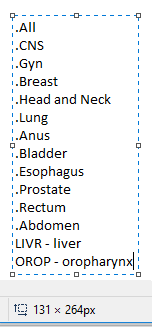 .All
.CNS
.Gyn
.Breast
.Head and Neck
.Lung
.Anus
.Bladder
.Esophagus
.Prostate
.Rectum
.Abdomen
LIVR - liver
OROP - oropharynx
131 × 264px